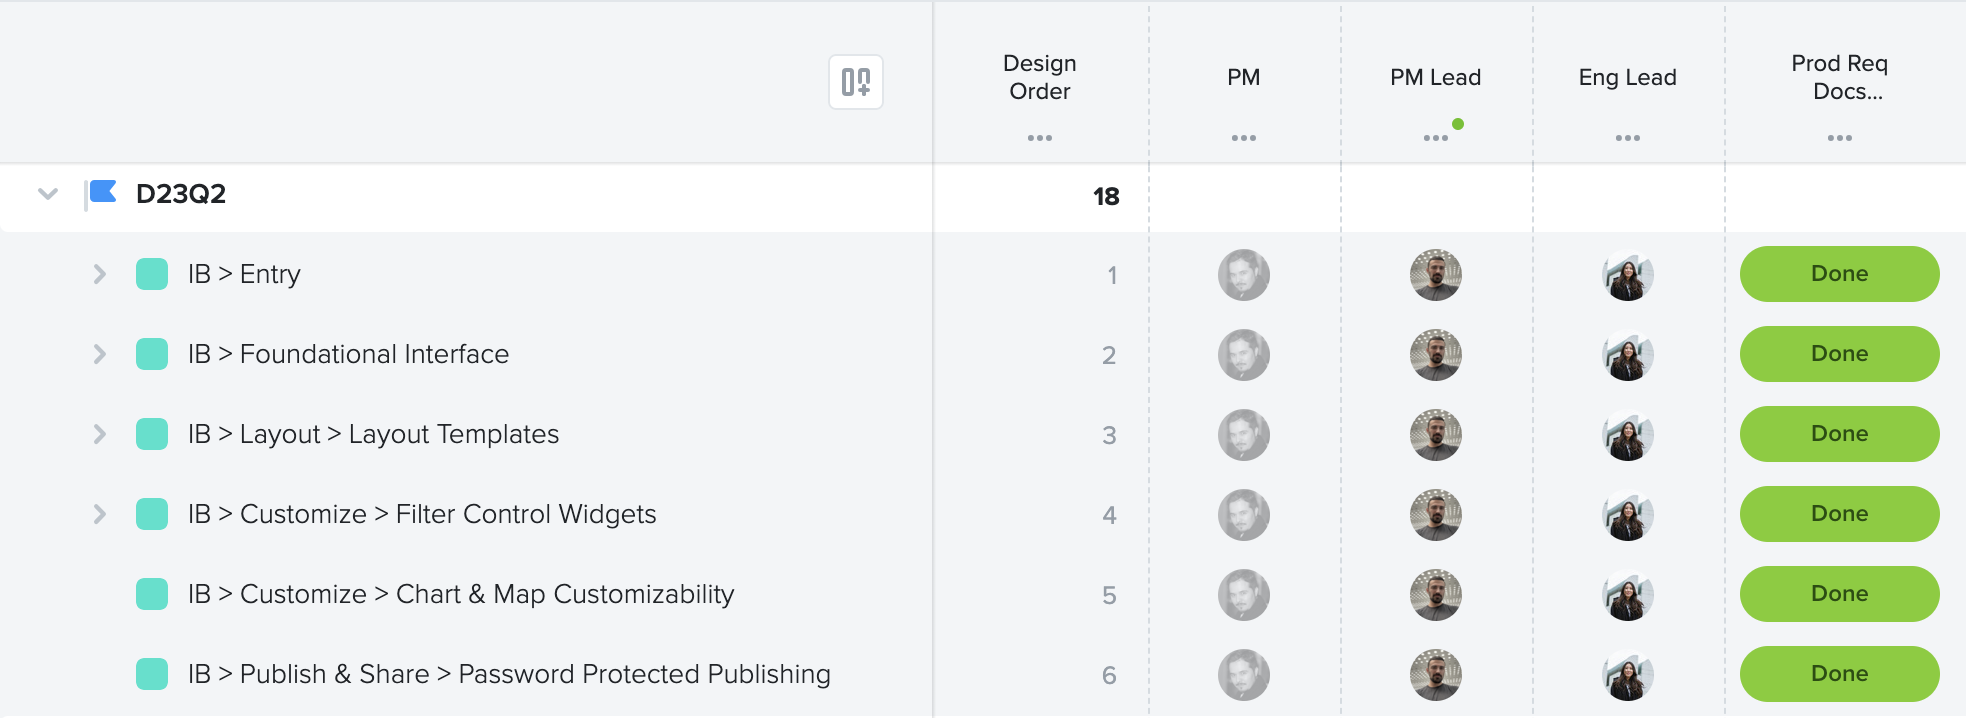 Design
Order
PM
PM Lead
Eng Lead
Prod Req
Docs...
D23Q2
18
IB > Entry
1
Done
IB > Foundational Interface
2
Done
IB > Layout > Layout Templates
3
Done
IB > Customize > Filter Control Widgets
4
Done
IB > Customize > Chart & Map Customizability
5
Done
IB > Publish & Share > Password Protected Publishing
6
Done